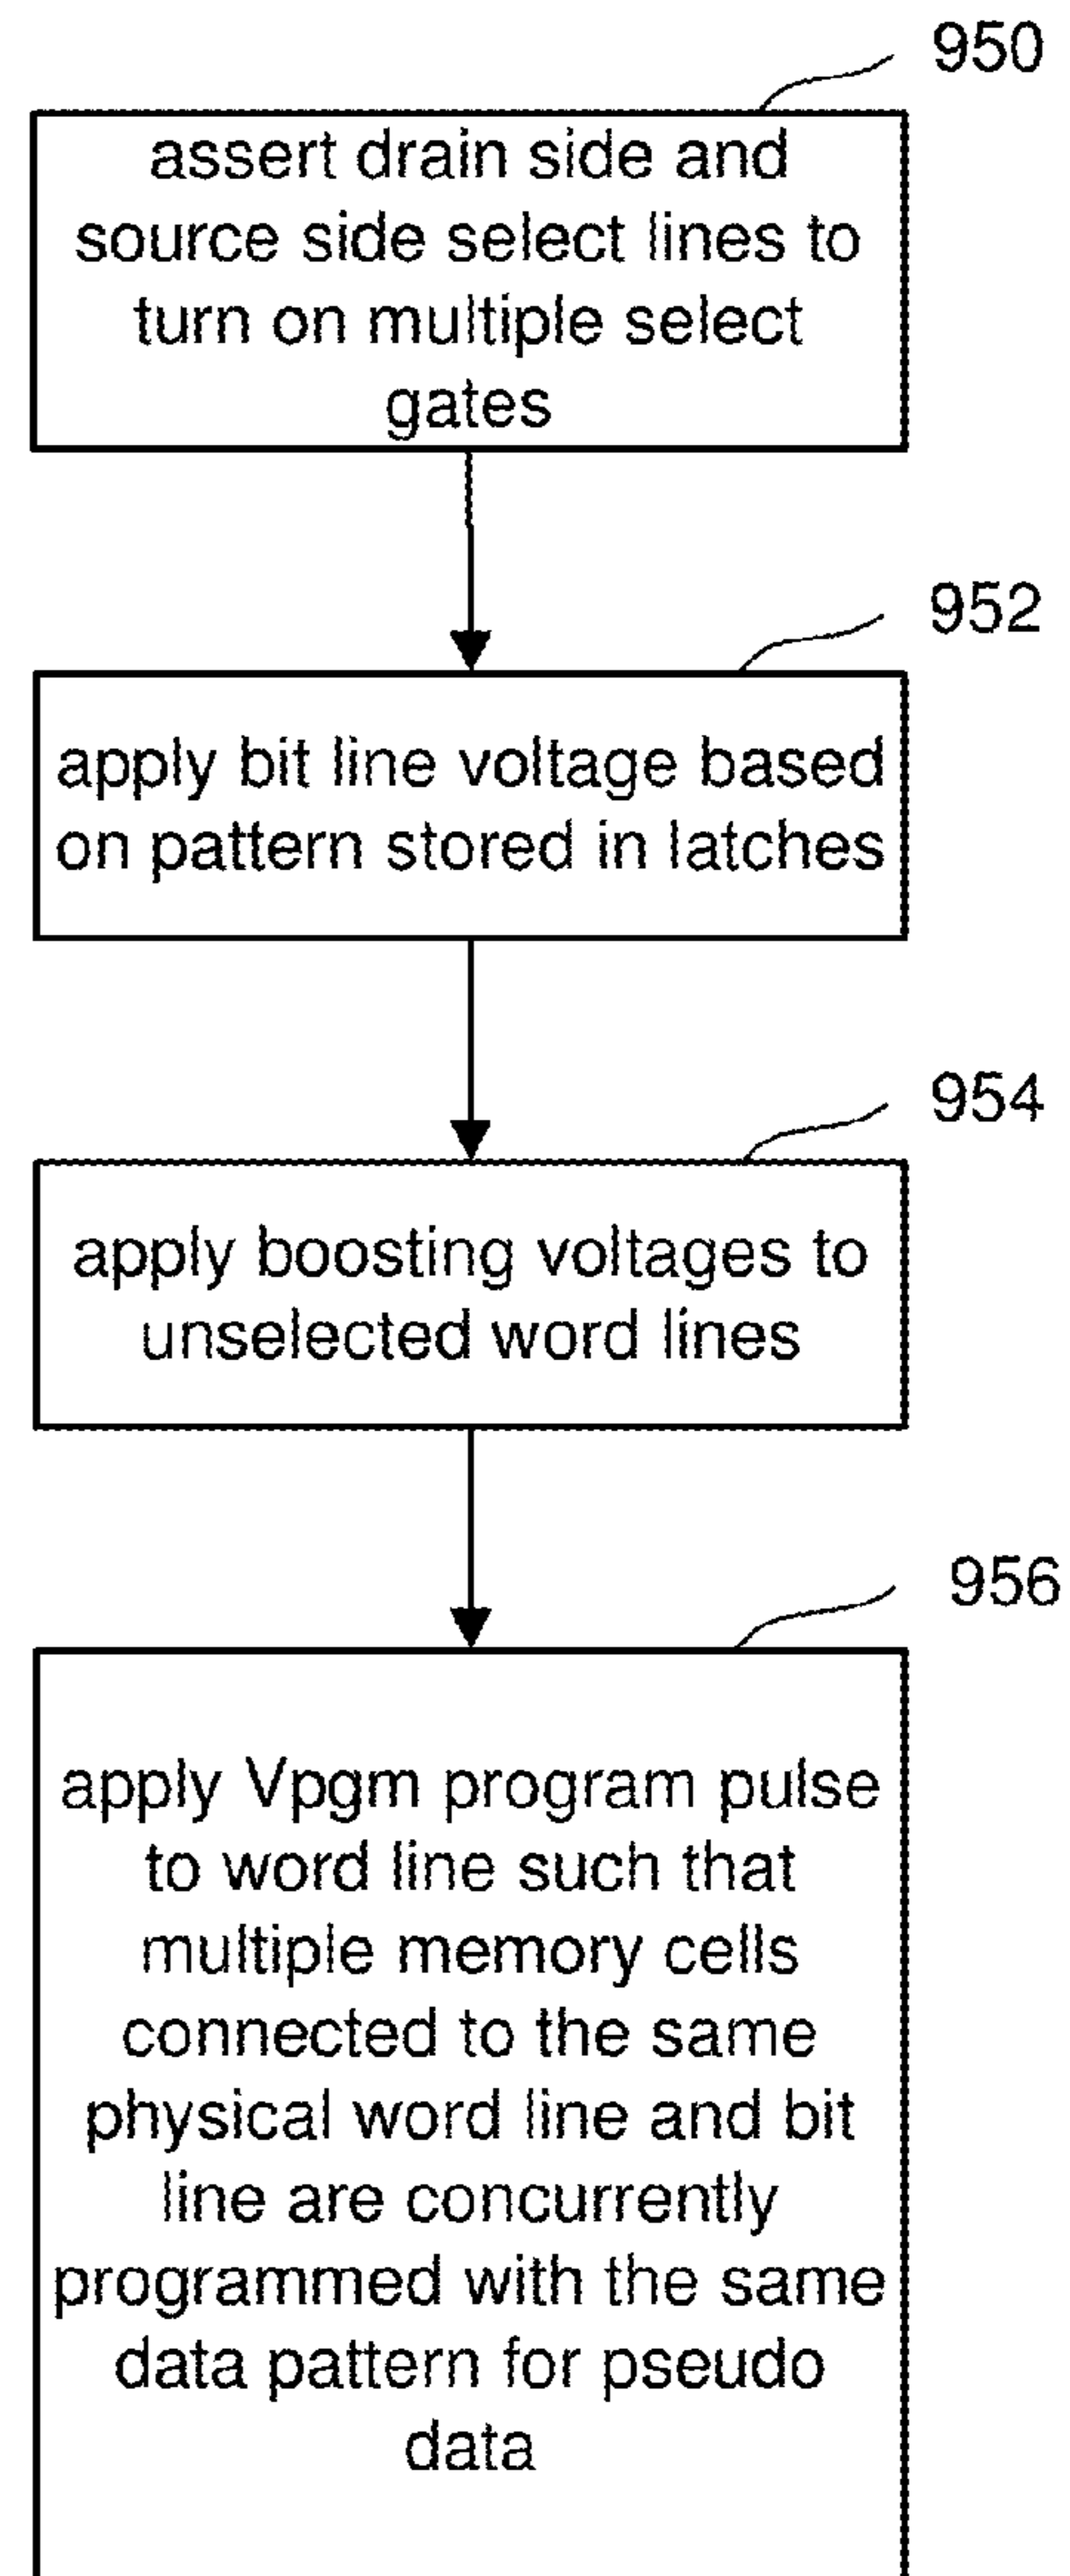 950
assert drain side and
source side select lines to
turn on multiple select
gates
952
apply bit line voltage based
on pattern stored in latches
954
apply boosting voltages to
unselected word lines
956
apply Vpgm program pulse
to word line such that
multiple memory cells
connected to the same
physical word line and bit
line are concurrently
programmed with the same
data pattern for pseudo
data